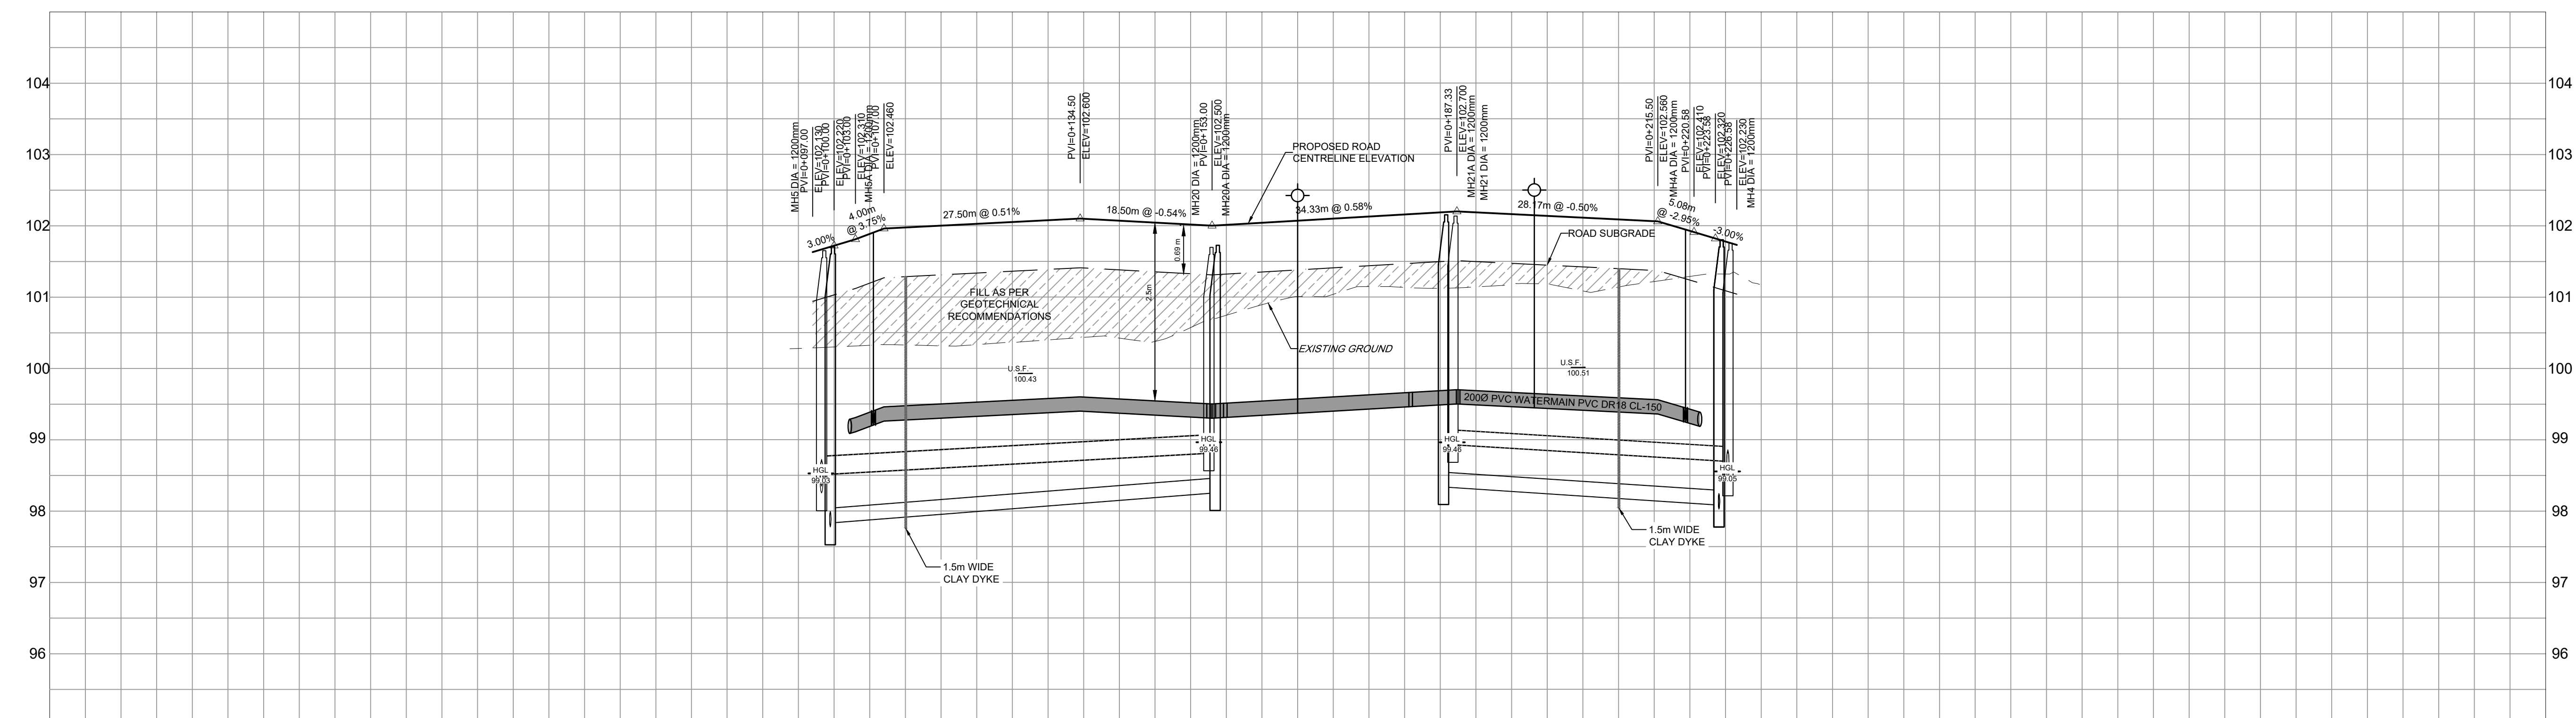 104
103
102
101
100
99
98
97
96
MH5 DIA = 1200mm
PVI=0+097.00
ELEV=102.130
PVI=0+100.00
ELEV=102.220
PVI=0+103.00
ELEV=102.310
MH5A DIA = 1200mm
PVI=0+107.00
ELEV=102.460
PVI=0+134.50
ELEV=102.600
MH20 DIA = 1200mm
PVI=0+153.00
ELEV=102.500
MH20A DIA = 1200mm
PROPOSED ROAD
CENTRELINE ELEVATION
PVI=0+187.33
ELEV=102.700
MH21A DIA = 1200mm
MH21 DIA = 1200mm
PVI=0+215.50
ELEV=102.560
MH4A DIA = 1200mm
PVI=0+220.58
ELEV=102.410
PVI=0+223.58
ELEV=102.320
PVI=0+226.58
ELEV=102.230
MH4 DIA = 1200mm
3.00%
4.00m
@ 3.75%
27.50m @ 0.51%
18.50m @ -0.54%
34.33m @ 0.58%
28.17m @ -0.50%
5.08m
@ -2.95%
-3.00%
ROAD SUBGRADE
0.69 m
2.5m
FILL AS PER
GEOTECHNICAL
RECOMMENDATIONS
EXISTING GROUND
U.S.F.
100.43
U.S.F.
100.51
200Ø PVC WATERMAIN PVC DR18 CL-150
HGL
99.03
HGL
99.46
HGL
99.46
HGL
99.05
1.5m WIDE
CLAY DYKE
1.5m WIDE
CLAY DYKE
104
103
102
101
100
99
98
97
96